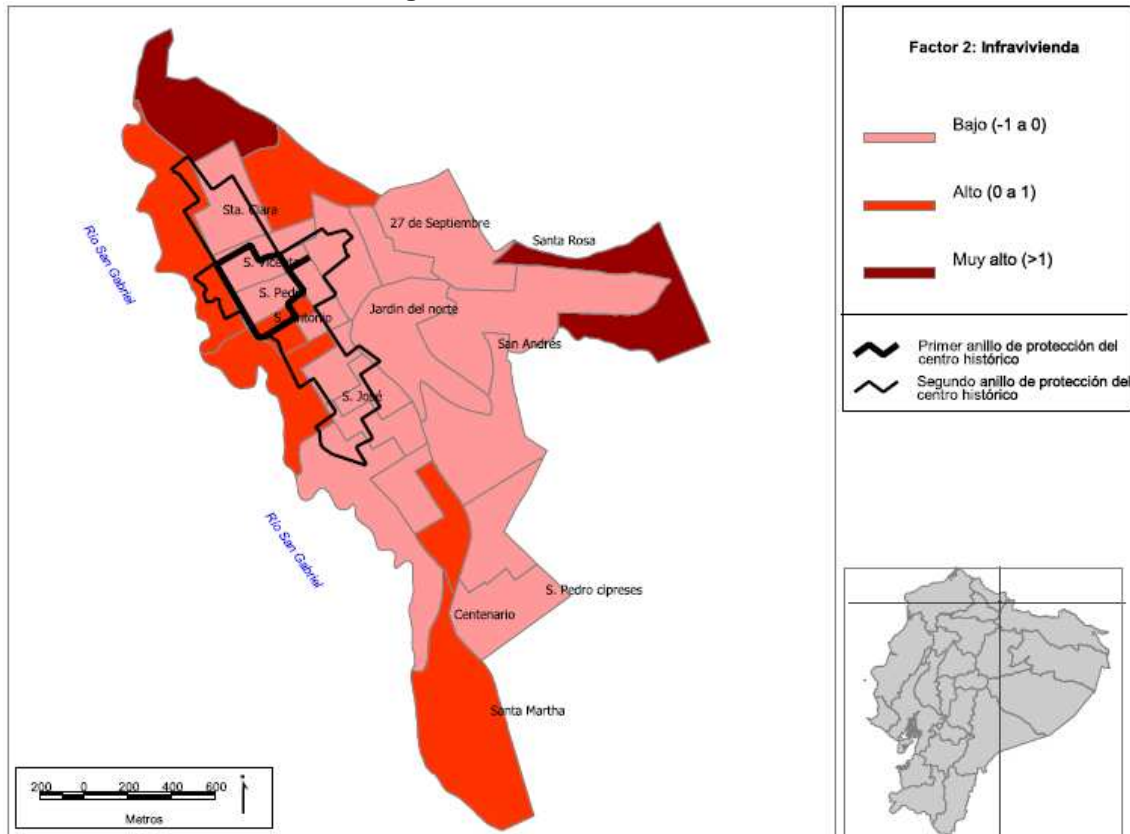 Factor 2: Infravivienda
Bajo (-1 a 0)
Alto (0 a 1)
Muy alto (>1)
Primer anillo de protección del
centro histórico
Segundo anillo de protección del
centro histórico
Sta. Clara
27 de Septiembre
Santa Rosa
Río San Gabriel
S. Vicente
S. Pedro
S. Antonio
Jardin del norte
San Andrés
S. José
Río San Gabriel
S. Pedro cipreses
Centenario
Santa Martha
200 0 200 400 600
Metros